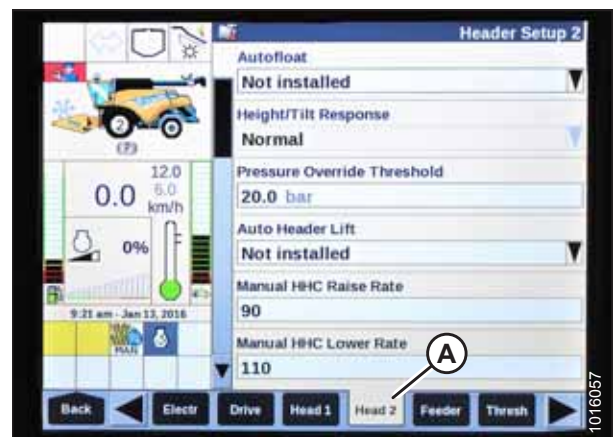 Header Setup 2
Autofloat
Not installed
Height/Tilt Response
Normal
Pressure Override Threshold
20.0 bar
Auto Header Lift
Not installed
Manual HHC Raise Rate
90
Manual HHC Lower Rate
110
2
(P)
12.0
0.0 6.0
km/h
0%
9:21 am - Jan 13, 2016
MAN
A
Back Electr Drive Head 1 Head 2 Feeder Thresh
1016057